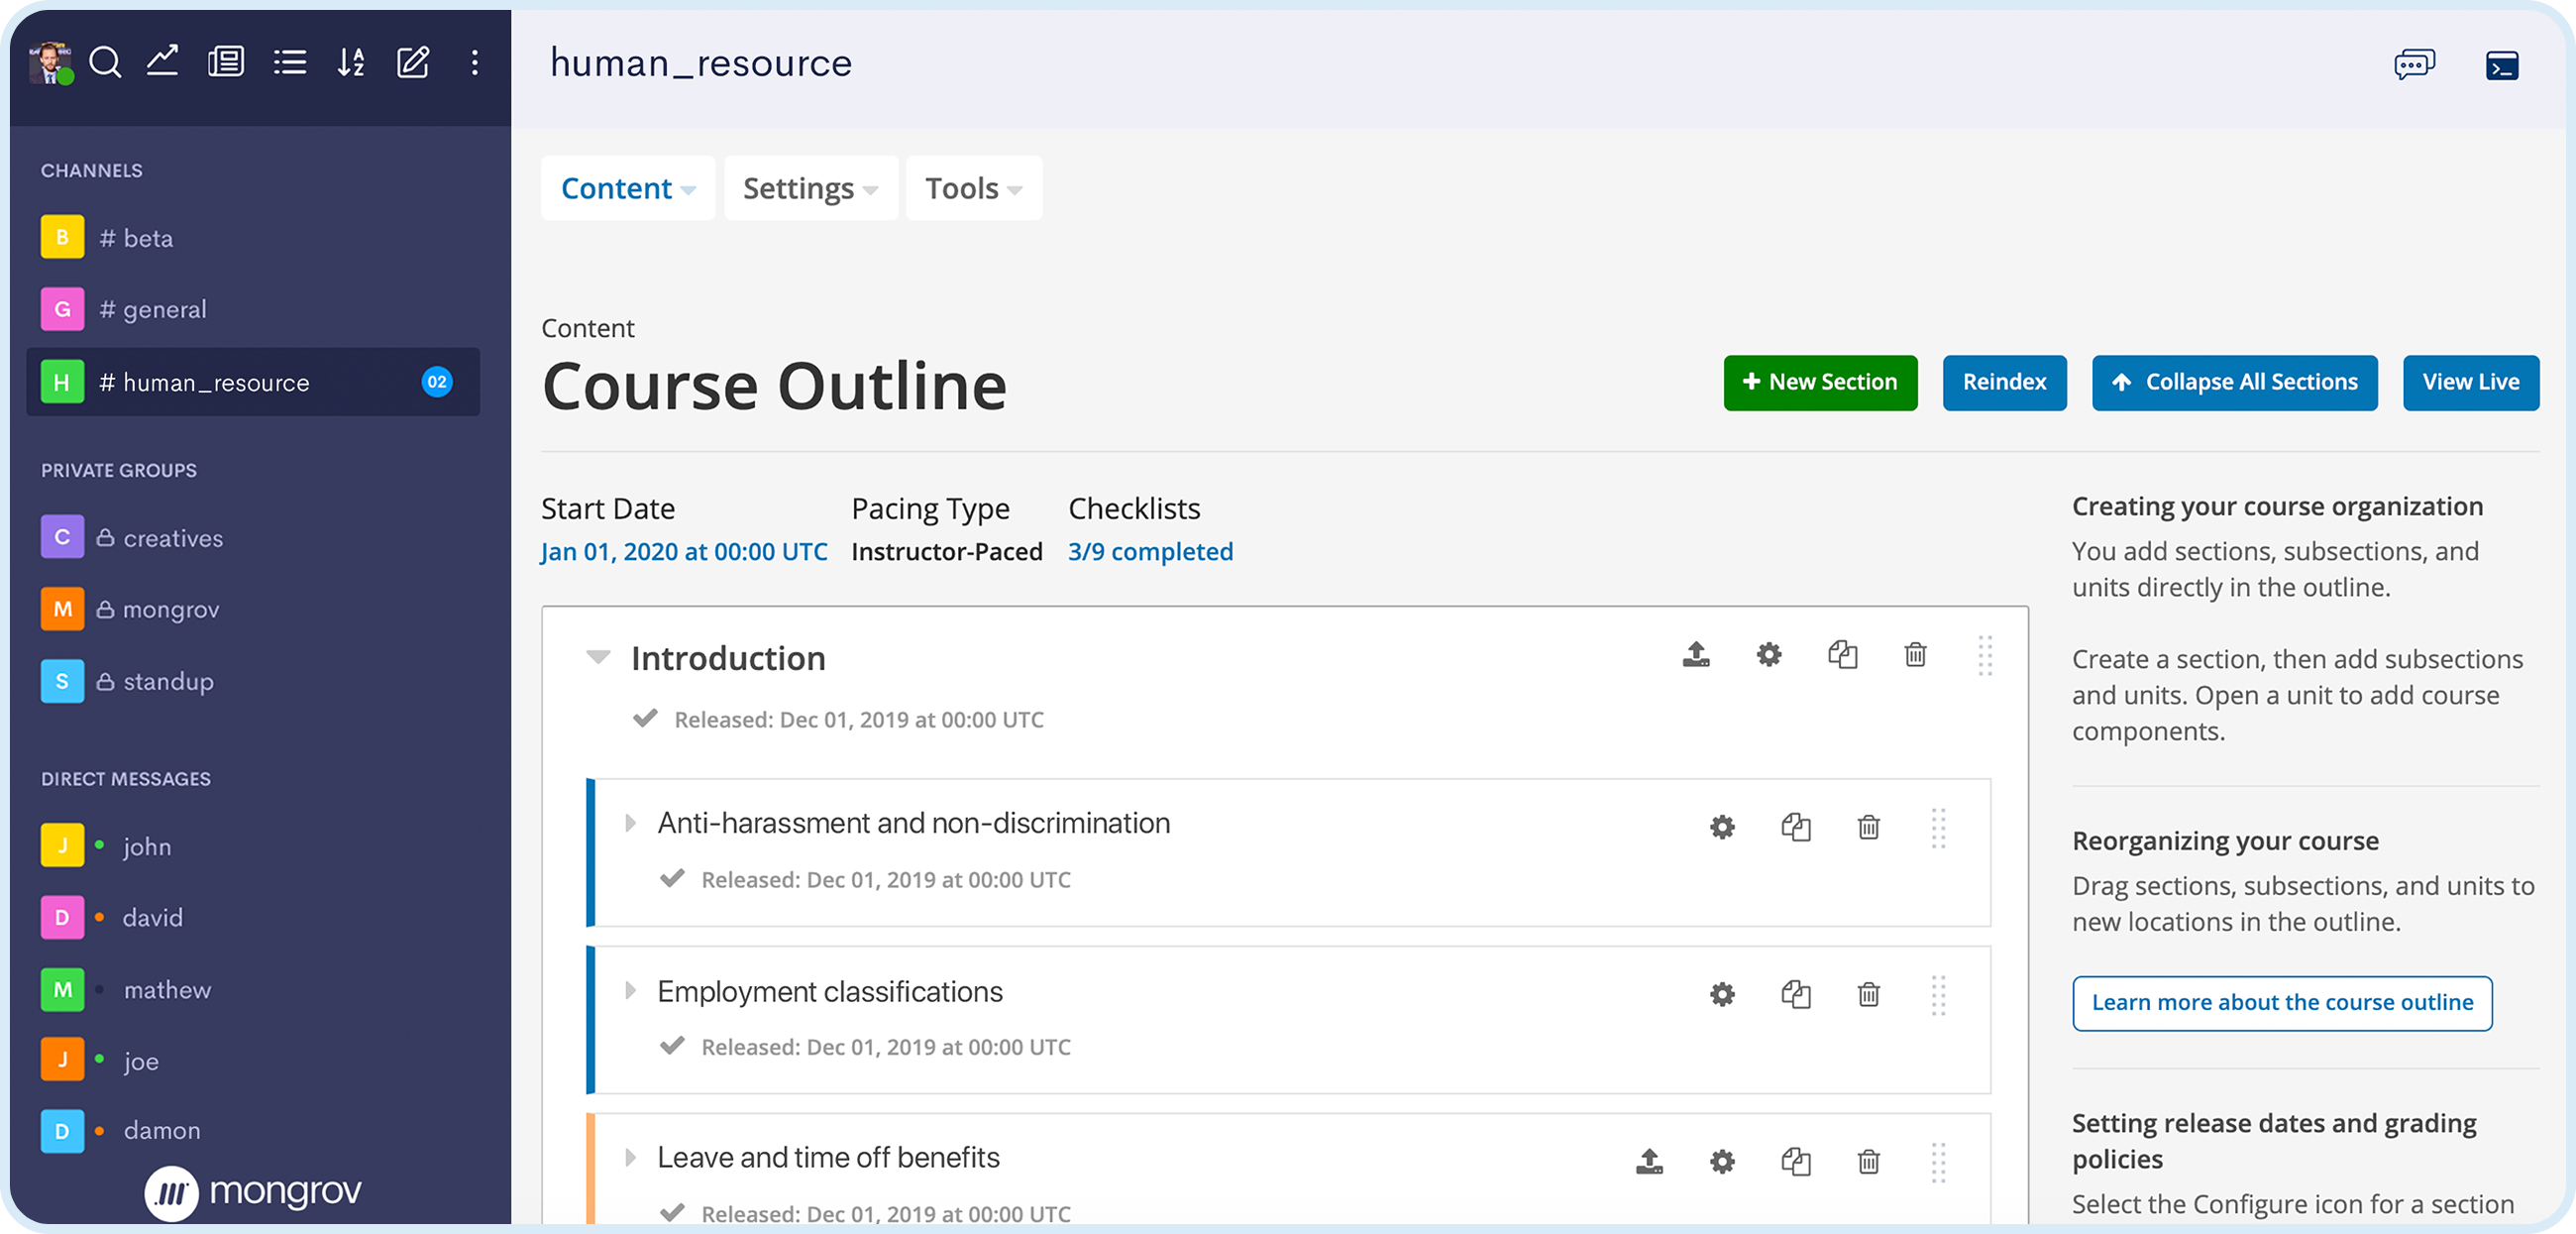 human_resource
CHANNELS
B # beta
G # general
H # human_resource 02
PRIVATE GROUPS
C creatives
M mongrov
S standup
DIRECT MESSAGES
J john
D david
M mathew
J joe
D damon
mongrov
Content Settings Tools
Content
Course Outline
+ New Section
Reindex
Collapse All Sections
View Live
Start Date
Jan 01, 2020 at 00:00 UTC
Pacing Type
Instructor-Paced
Checklists
3/9 completed
Introduction
Released: Dec 01, 2019 at 00:00 UTC
Anti-harassment and non-discrimination
Released: Dec 01, 2019 at 00:00 UTC
Employment classifications
Released: Dec 01, 2019 at 00:00 UTC
Leave and time off benefits
Released: Dec 01, 2019 at 00:00 UTC
Creating your course organization
You add sections, subsections, and
units directly in the outline.
Create a section, then add subsections
and units. Open a unit to add course
components.
Reorganizing your course
Drag sections, subsections, and units to
new locations in the outline.
Learn more about the course outline
Setting release dates and grading
policies
Select the Configure icon for a section